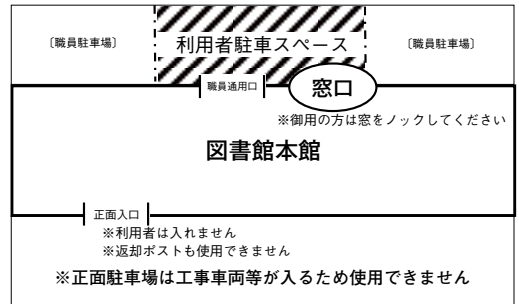 〔職員駐車場〕
利用者駐車スペース
〔職員駐車場〕
職員通用口
窓口
※御用の方は窓をノックしてください
図書館本館
正面入口
※利用者は入れません
※返却ポストも使用できません
※正面駐車場は工事車両等が入るため使用できません